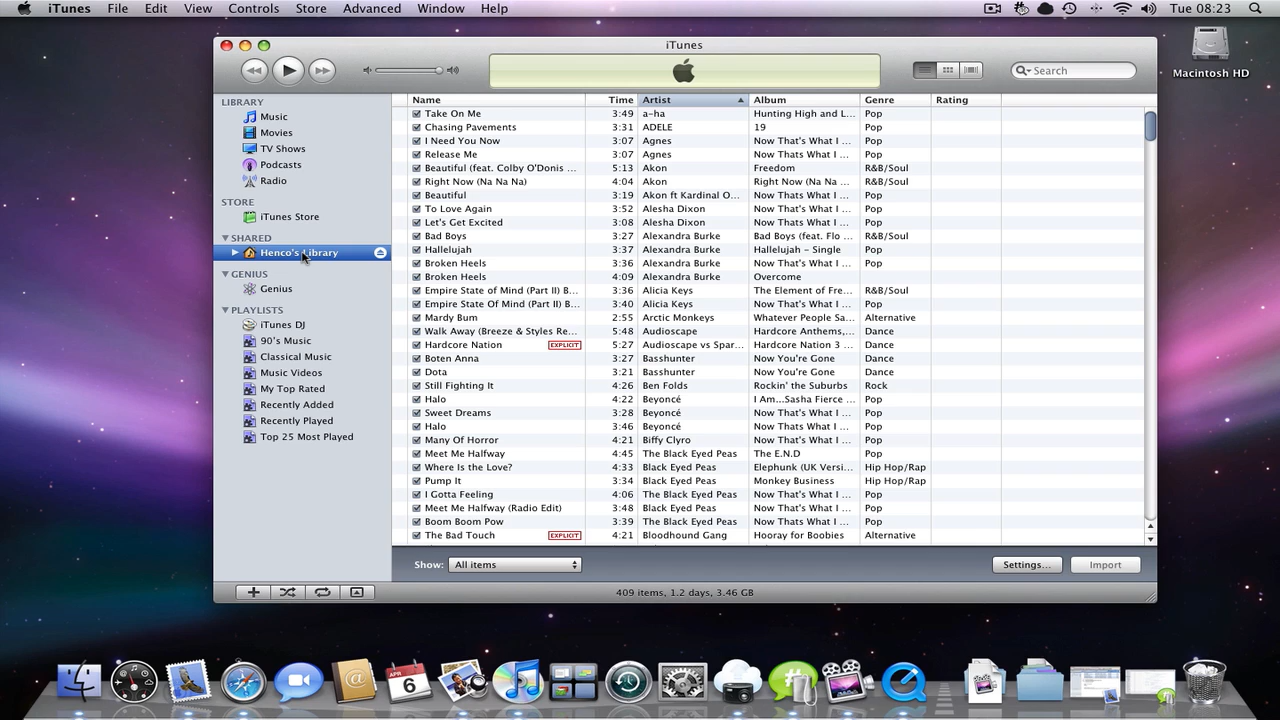 iTunes File Edit View Controls Store Advanced Window Help Tue 08:23
Macintosh HD
iTunes
Search
LIBRARY
Music
Movies
TV Shows
Podcasts
Radio
STORE
iTunes Store
SHARED
Henco's Library
GENIUS
Genius
PLAYLISTS
iTunes DJ
90's Music
Classical Music
Music Videos
My Top Rated
Recently Added
Recently Played
Top 25 Most Played
Name Time Artist Album Genre Rating
Take On Me 3:49 a-ha Hunting High and L... Pop
Chasing Pavements 3:31 ADELE 19 Pop
I Need You Now 3:07 Agnes Now That's What I ... Pop
Release Me 3:07 Agnes Now Thats What I ... Pop
Beautiful (feat. Colby O'Donis ... 5:13 Akon Freedom R&B/Soul
Right Now (Na Na Na) 4:04 Akon Right Now (Na Na ... R&B/Soul
Beautiful 3:19 Akon ft Kardinal O... Now Thats What I ... Pop
To Love Again 3:52 Alesha Dixon Now That's What I ... Pop
Let's Get Excited 3:08 Alesha Dixon Now Thats What I ... Pop
Bad Boys 3:27 Alexandra Burke Bad Boys (feat. Flo ... R&B/Soul
Hallelujah 3:37 Alexandra Burke Hallelujah - Single Pop
Broken Heels 3:36 Alexandra Burke Now That's What I ... Pop
Broken Heels 4:09 Alexandra Burke Overcome
Empire State of Mind (Part II) B... 3:36 Alicia Keys The Element of Fre... R&B/Soul
Empire State Of Mind (Part II) B... 3:40 Alicia Keys Now That's What I ... Pop
Mardy Bum 2:55 Arctic Monkeys Whatever People Sa... Alternative
Walk Away (Breeze & Styles Re... 5:48 Audioscape Hardcore Anthems,... Dance
Hardcore Nation EXPLICIT 5:27 Audioscape vs Spar... Hardcore Nation 3 ... Dance
Boten Anna 3:27 Basshunter Now You're Gone Dance
Dota 3:21 Basshunter Now You're Gone Dance
Still Fighting It 4:26 Ben Folds Rockin' the Suburbs Rock
Halo 4:22 Beyoncé I Am...Sasha Fierce ... Pop
Sweet Dreams 3:28 Beyoncé Now That's What I ... Pop
Halo 3:46 Beyoncé Now Thats What I ... Pop
Many Of Horror 4:21 Biffy Clyro Now That's What I ... Pop
Meet Me Halfway 4:45 The Black Eyed Peas The E.N.D Pop
Where Is the Love? 4:33 Black Eyed Peas Elephunk (UK Versi... Hip Hop/Rap
Pump It 3:34 Black Eyed Peas Monkey Business Hip Hop/Rap
I Gotta Feeling 4:06 The Black Eyed Peas Now That's What I ... Pop
Meet Me Halfway (Radio Edit) 3:48 Black Eyed Peas Now That's What I ... Pop
Boom Boom Pow 3:39 The Black Eyed Peas Now Thats What I ... Pop
The Bad Touch EXPLICIT 4:21 Bloodhound Gang Hooray for Boobies Alternative
Show: All items Settings... Import
409 items, 1.2 days, 3.46 GB
APR
6